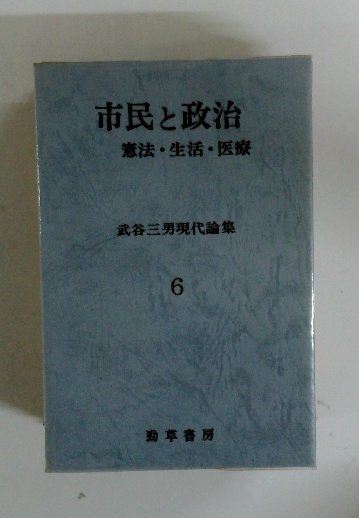 市民と政治
憲法・生活・医療
武谷三男現代論集
6
勁草書房